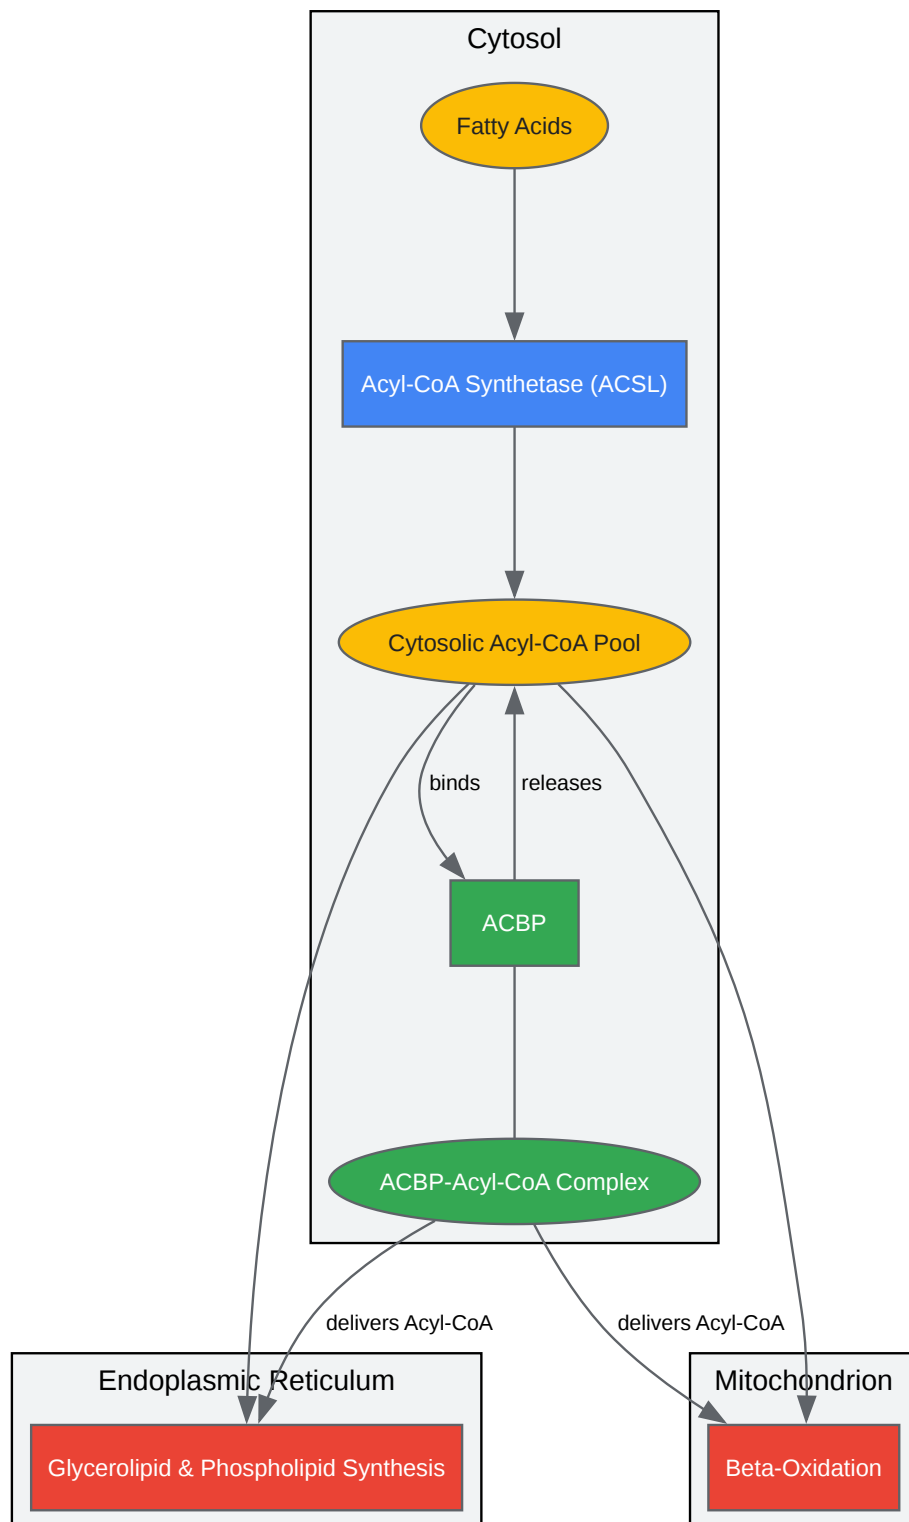 Cytosol
Fatty Acids
Acyl-CoA Synthetase (ACSL)
Cytosolic Acyl-CoA Pool
binds
releases
ACBP
ACBP-Acyl-CoA Complex
delivers Acyl-CoA
delivers Acyl-CoA
Endoplasmic Reticulum
Mitochondrion
Glycerolipid & Phospholipid Synthesis
Beta-Oxidation